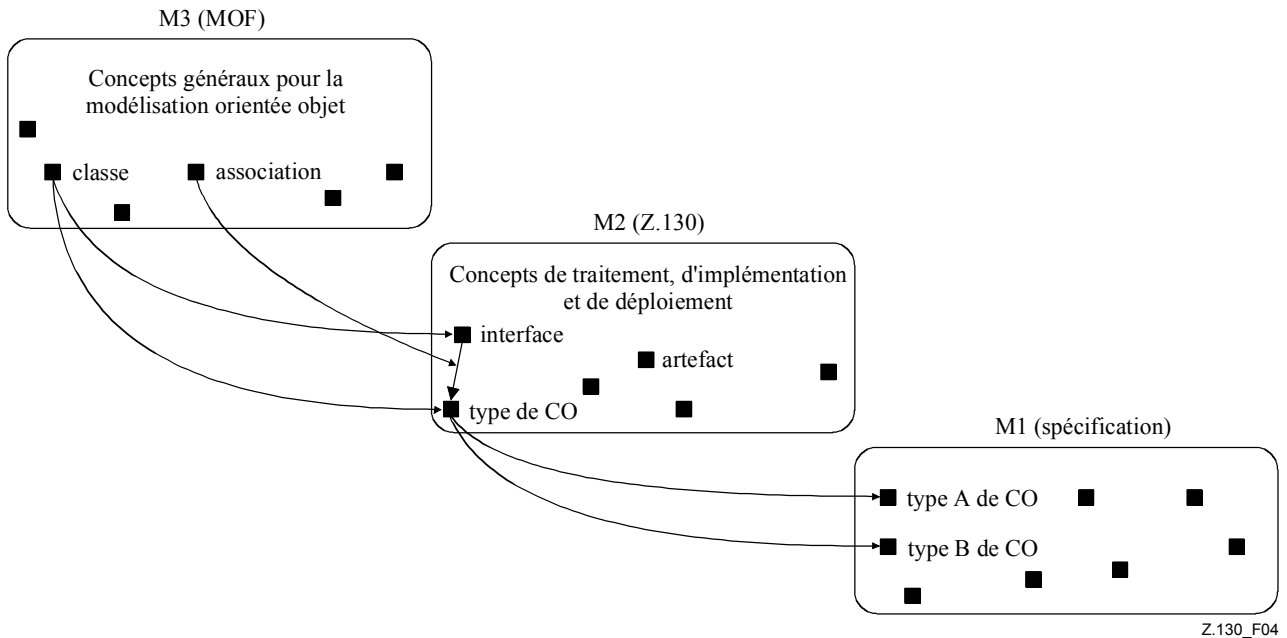 M3 (MOF)
Concepts généraux pour la
modélisation orientée objet
classe
association
M2 (Z.130)
Concepts de traitement, d'implémentation
et de déploiement
interface
artefact
type de CO
M1 (spécification)
type A de CO
type B de CO
Z.130_F04